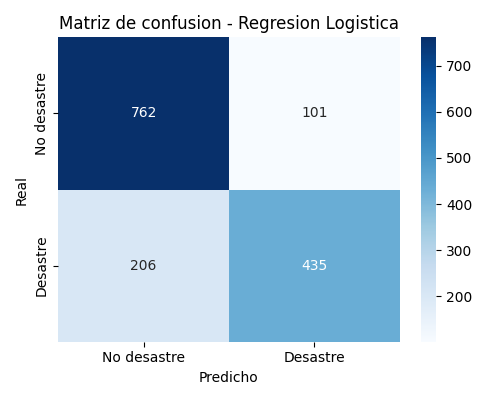 Matriz de confusion - Regresion Logistica
No desastre
762
101
Desastre
206
435
Real
No desastre
Desastre
Predicho
700
600
500
400
300
200